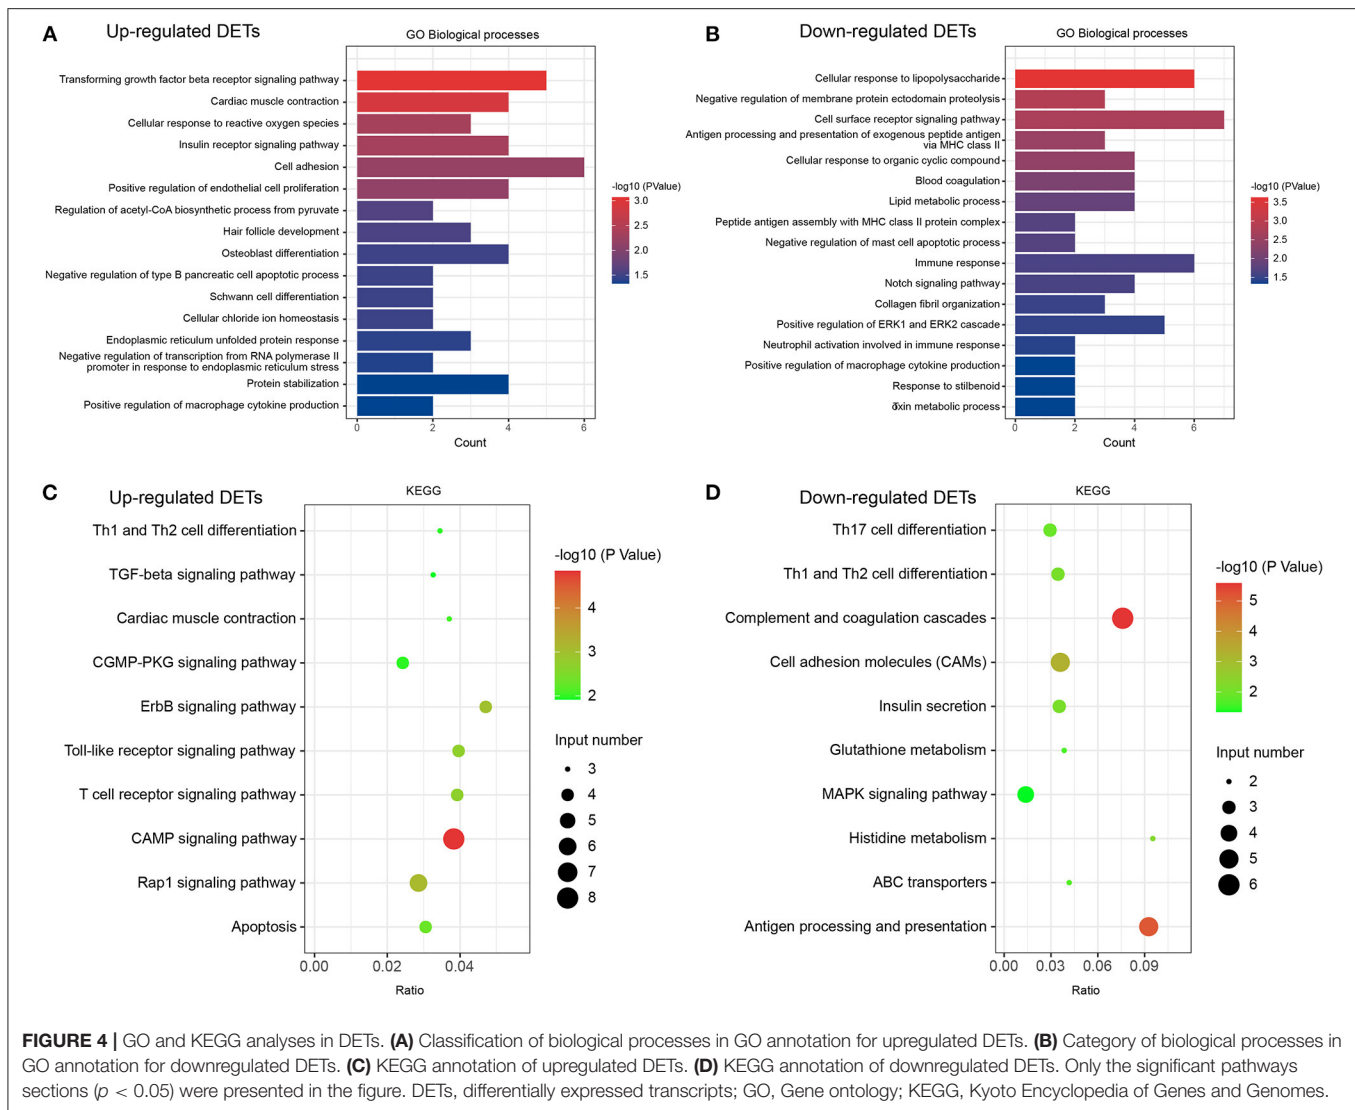 A
Up-regulated DETs
GO Biological processes
Transforming growth factor beta receptor signaling pathway
Cardiac muscle contraction
Cellular response to reactive oxygen species
Insulin receptor signaling pathway
Cell adhesion
Positive regulation of endothelial cell proliferation
Regulation of acetyl-CoA biosynthetic process from pyruvate
Hair follicle development
Osteoblast differentiation
Negative regulation of type B pancreatic cell apoptotic process
Schwann cell differentiation
Cellular chloride ion homeostasis
Endoplasmic reticulum unfolded protein response
Negative regulation of transcription from RNA polymerase II
promoter in response to endoplasmic reticulum stress
Protein stabilization
Positive regulation of macrophage cytokine production
0 2 4 6
Count
-log10 (PValue)
3.0
2.5
2.0
1.5
B
Down-regulated DETs
GO Biological processes
Cellular response to lipopolysaccharide
Negative regulation of membrane protein ectodomain proteolysis
Cell surface receptor signaling pathway
Antigen processing and presentation of exogenous peptide antigen
via MHC class II
Cellular response to organic cyclic compound
Blood coagulation
Lipid metabolic process
Peptide antigen assembly with MHC class II protein complex
Negative regulation of mast cell apoptotic process
Immune response
Notch signaling pathway
Collagen fibril organization
Positive regulation of ERK1 and ERK2 cascade
Neutrophil activation involved in immune response
Positive regulation of macrophage cytokine production
Response to stilbenoid
xin metabolic process
0 2 4 6
Count
-log10 (PValue)
3.5
3.0
2.5
2.0
1.5
C
Up-regulated DETs
KEGG
Th1 and Th2 cell differentiation
TGF-beta signaling pathway
Cardiac muscle contraction
CGMP-PKG signaling pathway
ErbB signaling pathway
Toll-like receptor signaling pathway
T cell receptor signaling pathway
CAMP signaling pathway
Rap1 signaling pathway
Apoptosis
0.00 0.02 0.04
Ratio
-log10 (P Value)
4
3
2
Input number
3
4
5
6
7
8
D
Down-regulated DETs
KEGG
Th17 cell differentiation
Th1 and Th2 cell differentiation
Complement and coagulation cascades
Cell adhesion molecules (CAMs)
Insulin secretion
Glutathione metabolism
MAPK signaling pathway
Histidine metabolism
ABC transporters
Antigen processing and presentation
0.00 0.03 0.06 0.09
Ratio
-log10 (P Value)
5
4
3
2
Input number
2
3
4
5
6
FIGURE 4 | GO and KEGG analyses in DETs. (A) Classification of biological processes in GO annotation for upregulated DETs. (B) Category of biological processes in
GO annotation for downregulated DETs. (C) KEGG annotation of upregulated DETs. (D) KEGG annotation of downregulated DETs. Only the significant pathways
sections (p < 0.05) were presented in the figure. DETs, differentially expressed transcripts; GO, Gene ontology; KEGG, Kyoto Encyclopedia of Genes and Genomes.